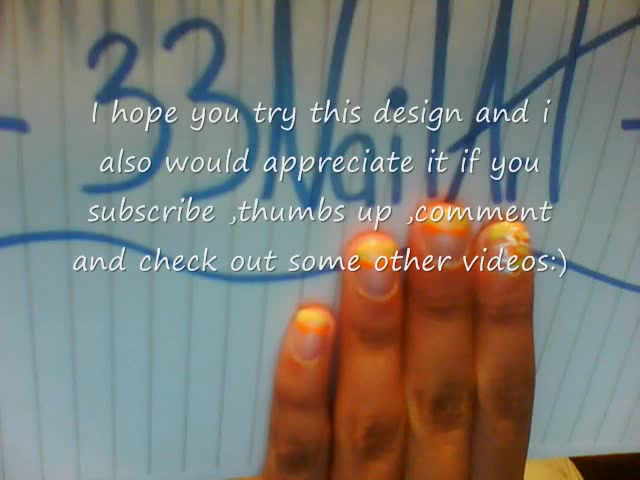 33NailArt
I hope you try this design and i
also would appreciate it if you
subscribe ,thumbs up ,comment
and check out some other videos:)